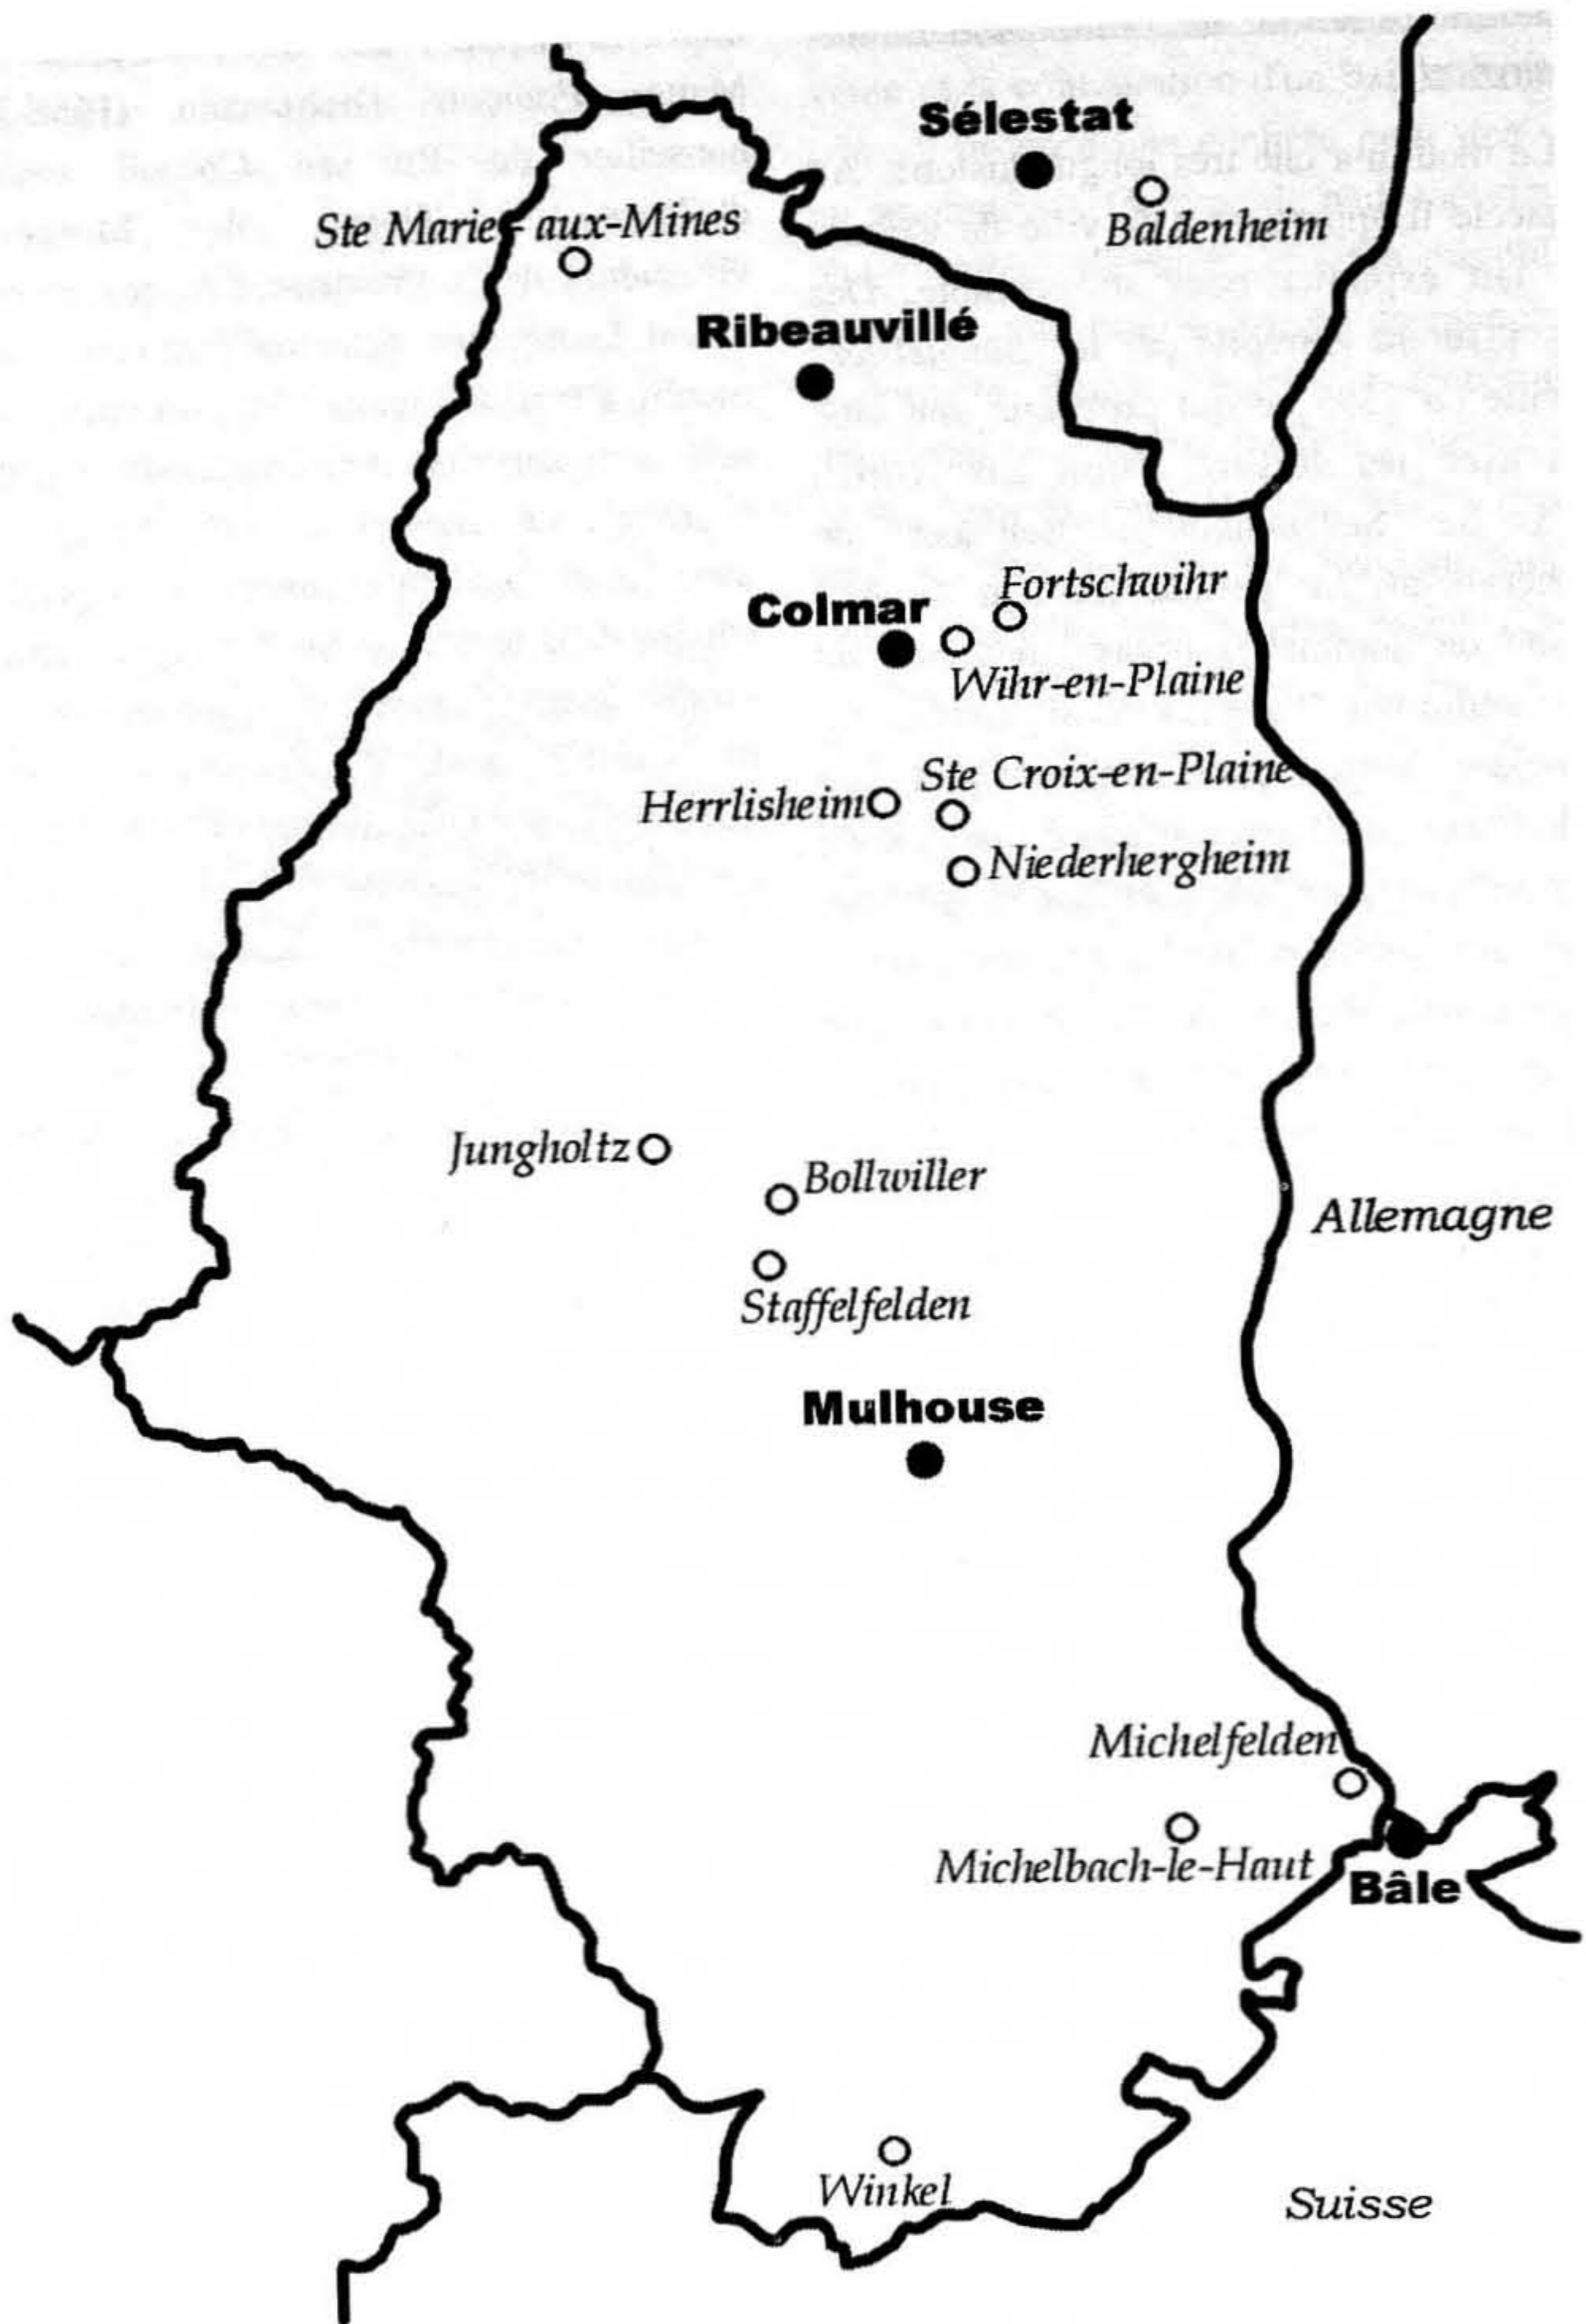 Sélestat
Baldenheim
Ste Marie-aux-Mines
Ribeauvillé
Fortschwihr
Colmar
Wihr-en-Plaine
Ste Croix-en-Plaine
Herrlisheim
Niederhergheim
Jungholtz
Bollwiller
Allemagne
Staffelfelden
Mulhouse
Michelfelden
Michelbach-le-Haut
Bâle
Winkel
Suisse